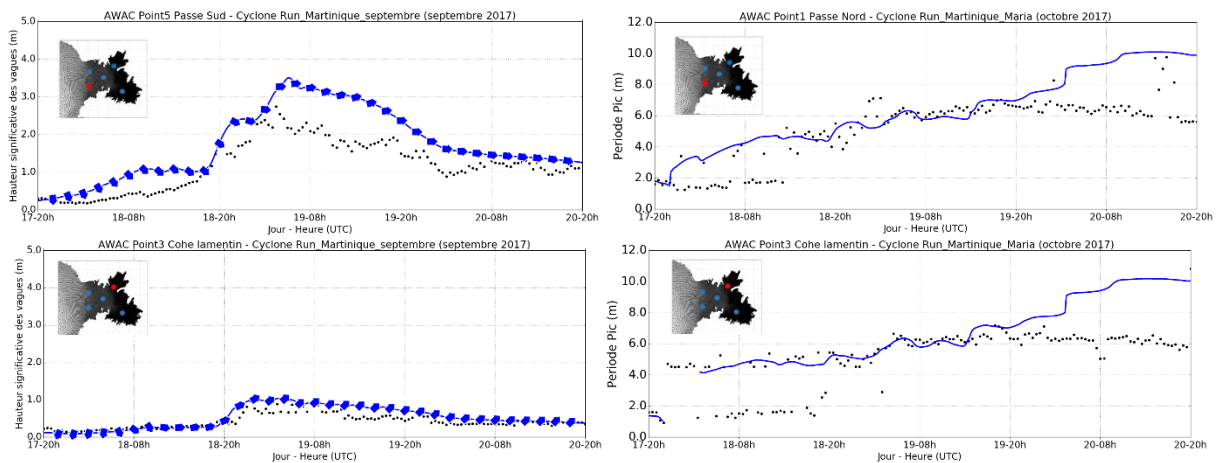 AWAC Point5 Passe Sud - Cyclone Run_Martinique_septembre (septembre 2017)
Hauteur significative des vagues (m)
5.0
4.0
3.0
2.0
1.0
0.0
17-20h 18-08h 18-20h 19-08h 19-20h 20-08h 20-20h
Jour - Heure (UTC)
AWAC Point1 Passe Nord - Cyclone Run_Martinique_Maria (octobre 2017)
Periode Pic (m)
12.0
10.0
8.0
6.0
4.0
2.0
0.0
17-20h 18-08h 18-20h 19-08h 19-20h 20-08h 20-20h
Jour - Heure (UTC)
AWAC Point3 Cohe lamentin - Cyclone Run_Martinique_septembre (septembre 2017)
Hauteur significative des vagues (m)
5.0
4.0
3.0
2.0
1.0
0.0
17-20h 18-08h 18-20h 19-08h 19-20h 20-08h 20-20h
Jour - Heure (UTC)
AWAC Point3 Cohe lamentin - Cyclone Run_Martinique_Maria (octobre 2017)
Periode Pic (m)
12.0
10.0
8.0
6.0
4.0
2.0
0.0
17-20h 18-08h 18-20h 19-08h 19-20h 20-08h 20-20h
Jour - Heure (UTC)